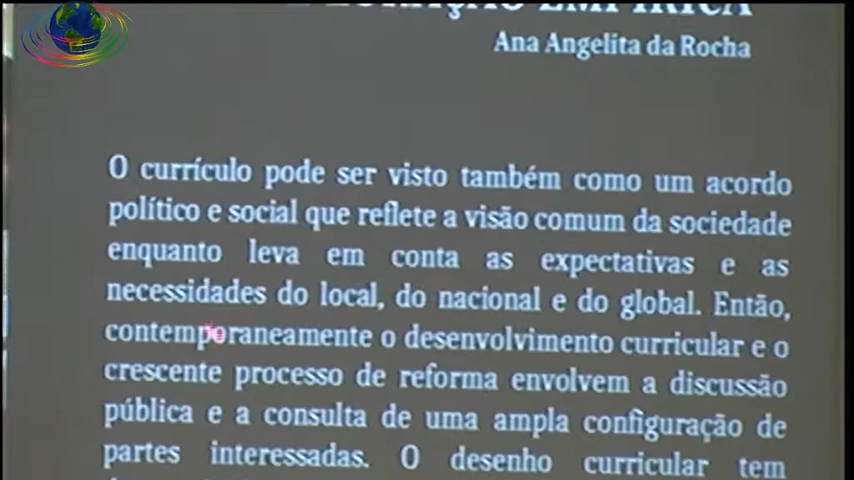 Ana Angelita da Rocha
O currículo pode ser visto também como um acordo
político e social que reflete a visão comum da sociedade
enquanto leva em conta as expectativas e as
necessidades do local, do nacional e do global. Então,
contemporaneamente o desenvolvimento curricular e o
crescente processo de reforma envolvem a discussão
pública e a consulta de uma ampla configuração de
partes interessadas. O desenho curricular tem